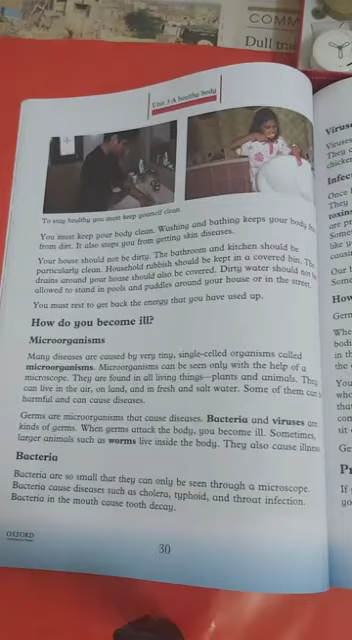 COMM
Dull
Unit 3 A healthy body
To stay healthy you must keep yourself clean
You must keep your body clean. Washing and bathing keeps your body
from dirt. It also stops you from getting skin diseases.
Your house should not be dirty. The bathroom and kitchen should be
particularly clean. Household rubbish should be kept in a covered bin. The
drains around your house should also be covered. Dirty water should not be
allowed to stand in pools and puddles around your house or in the street.
You must rest to get back the energy that you have used up.
How do you become ill?
Microorganisms
Many diseases are caused by very tiny, single-celled organisms called
microorganisms. Microorganisms can be seen only with the help of a
microscope. They are found in all living things—plants and animals. They
can live in the air, on land, and in fresh and salt water. Some of them can
harmful and can cause diseases.
Germs are microorganisms that cause diseases. Bacteria and viruses are
kinds of germs. When germs attack the body, you become ill. Sometimes,
larger animals such as worms live inside the body. They also cause illness
Bacteria
Bacteria are so small that they can only be seen through a microscope.
Bacteria cause diseases such as cholera, typhoid, and throat infection.
Bacteria in the mouth cause tooth decay.
OXFORD
30
Viruses
They
Once
They
Some
Our
Some
How
Germ
Whe
bodi
in th
the
You
who
tha
con
sit
Ge
If
yo